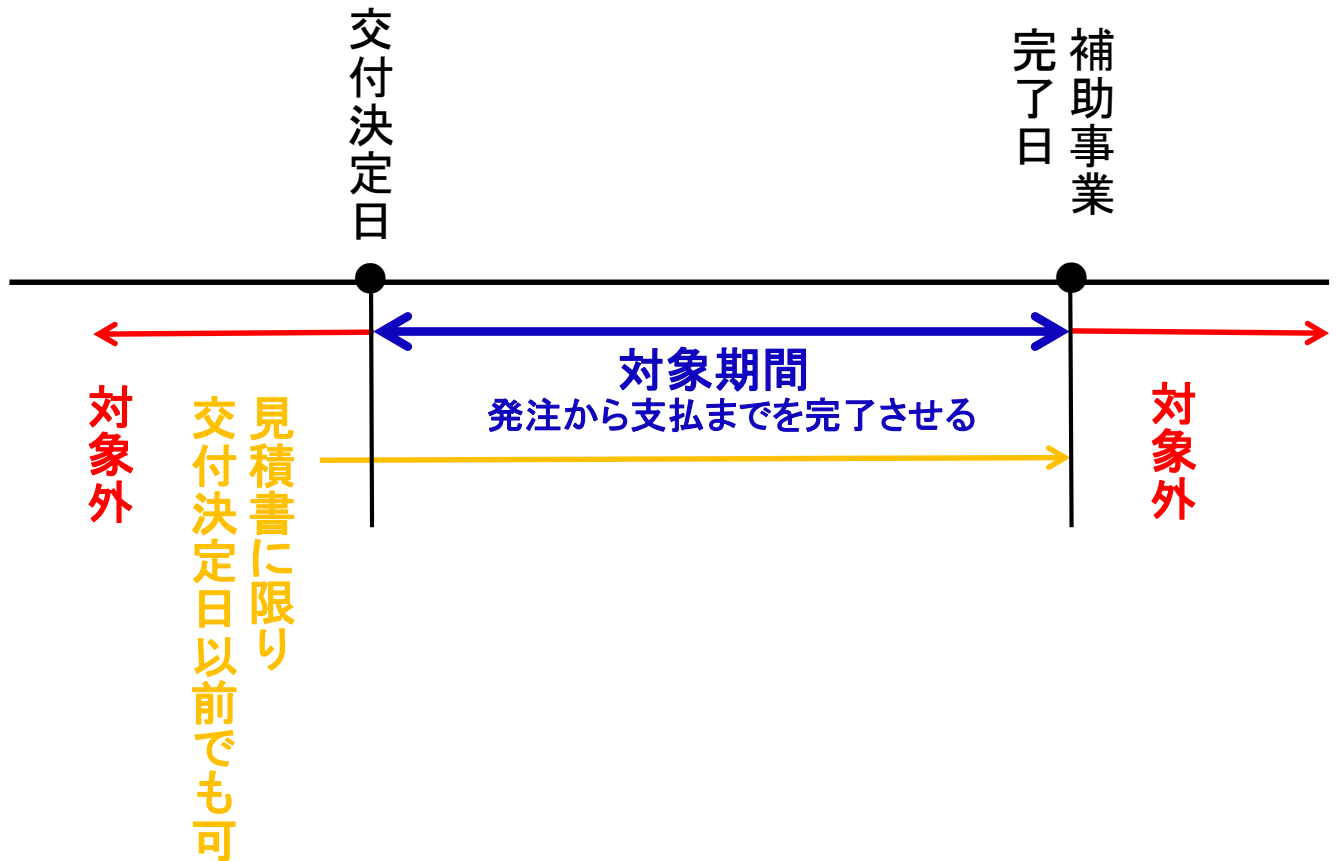 交付決定日
補助事業
完了日
対象期間
発注から支払までを完了させる
対象外
見積書に限り
交付決定日以前でも可
対象外